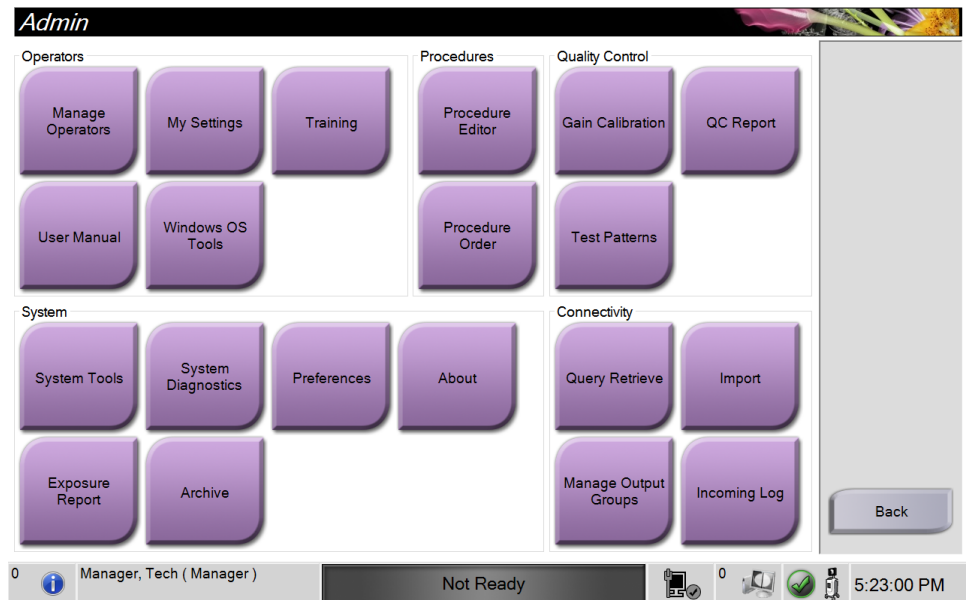 Admin
Operators
Procedures
Quality Control
Manage
Operators
My Settings
Training
Procedure
Editor
Gain Calibration
QC Report
User Manual
Windows OS
Tools
Procedure
Order
Test Patterns
System
Connectivity
System Tools
System
Diagnostics
Preferences
About
Query Retrieve
Import
Exposure
Report
Archive
Manage Output
Groups
Incoming Log
Back
0
Manager, Tech ( Manager )
Not Ready
0
5:23:00 PM